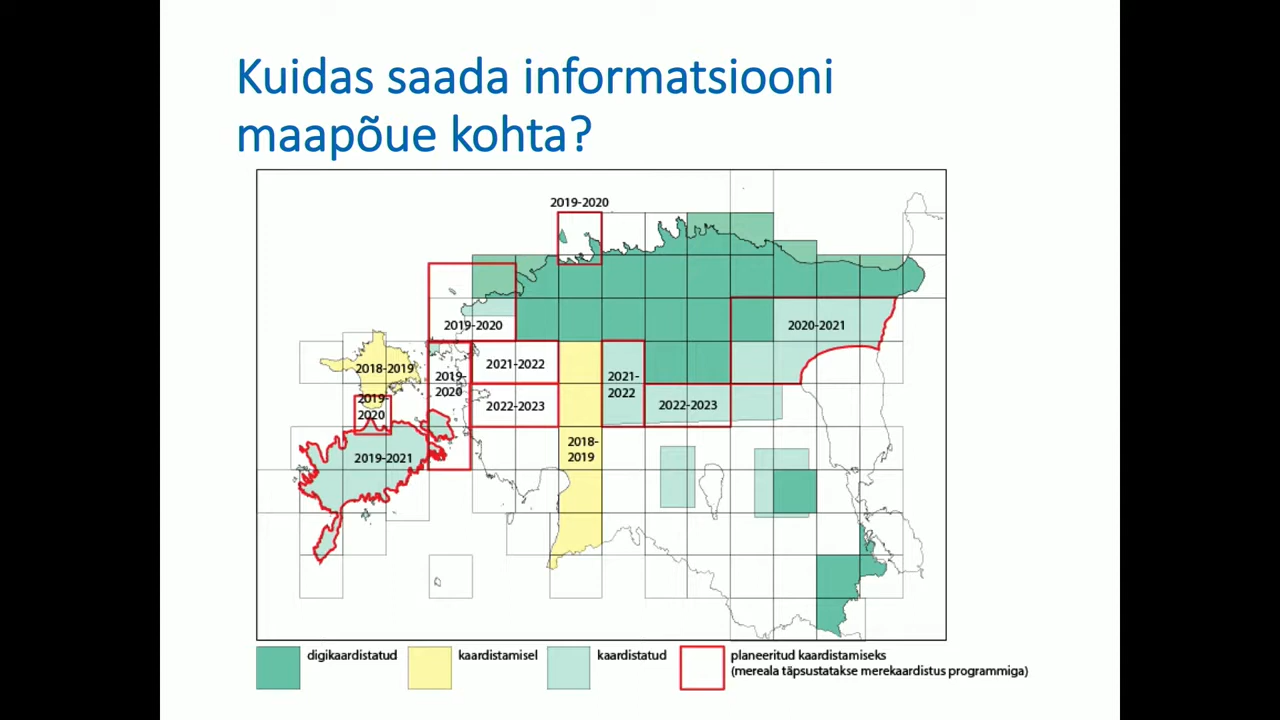 Kuidas saada informatsiooni
maapõue kohta?
2019-2020
2019-2020
2020-2021
2018-2019
2019-
2020
2021-2022
2021-
2022
2019-
2020
2022-2023
2022-2023
2018-
2019
2019-2021
digikaardistatud
kaardistamisel
kaardistatud
planeeritud kaardistamiseks
(mereala täpsustatakse merekaardistus programmiga)